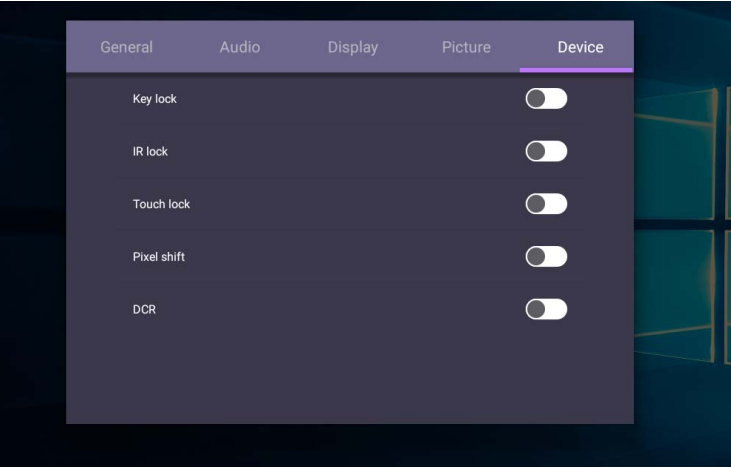 General Audio Display Picture Device
Key lock
IR lock
Touch lock
Pixel shift
DCR